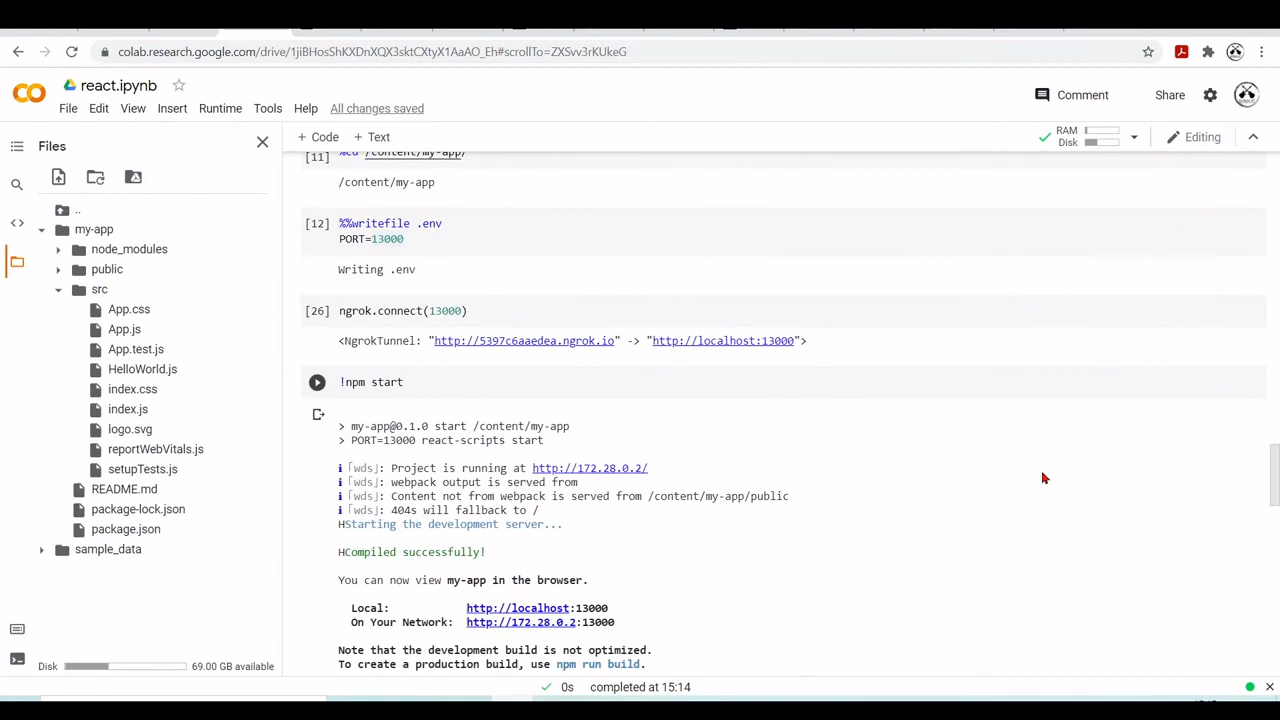 colab.research.google.com/drive/1jiBHosShKXDnXQX3sktCXtyX1AaAO_Eh#scrollTo=ZXSvv3rKUkeG
react.ipynb
File Edit View Insert Runtime Tools Help All changes saved
Comment
Share
Files
+ Code + Text
RAM
Disk
Editing
[11] %cd /content/my-app/
/content/my-app
..
my-app
node_modules
public
src
App.css
App.js
App.test.js
HelloWorld.js
index.css
index.js
logo.svg
reportWebVitals.js
setupTests.js
README.md
package-lock.json
package.json
sample_data
Disk 69.00 GB available
[12] %%writefile .env
PORT=13000
Writing .env
[26] ngrok.connect(13000)
<NgrokTunnel: "http://5397c6aaedea.ngrok.io" -> "http://localhost:13000">
!npm start
> my-app@0.1.0 start /content/my-app
> PORT=13000 react-scripts start
ℹ ｢wds｣: Project is running at http://172.28.0.2/
ℹ ｢wds｣: webpack output is served from
ℹ ｢wds｣: Content not from webpack is served from /content/my-app/public
ℹ ｢wds｣: 404s will fallback to /
HStarting the development server...
HCompiled successfully!
You can now view my-app in the browser.
Local: http://localhost:13000
On Your Network: http://172.28.0.2:13000
Note that the development build is not optimized.
To create a production build, use npm run build.
0s completed at 15:14